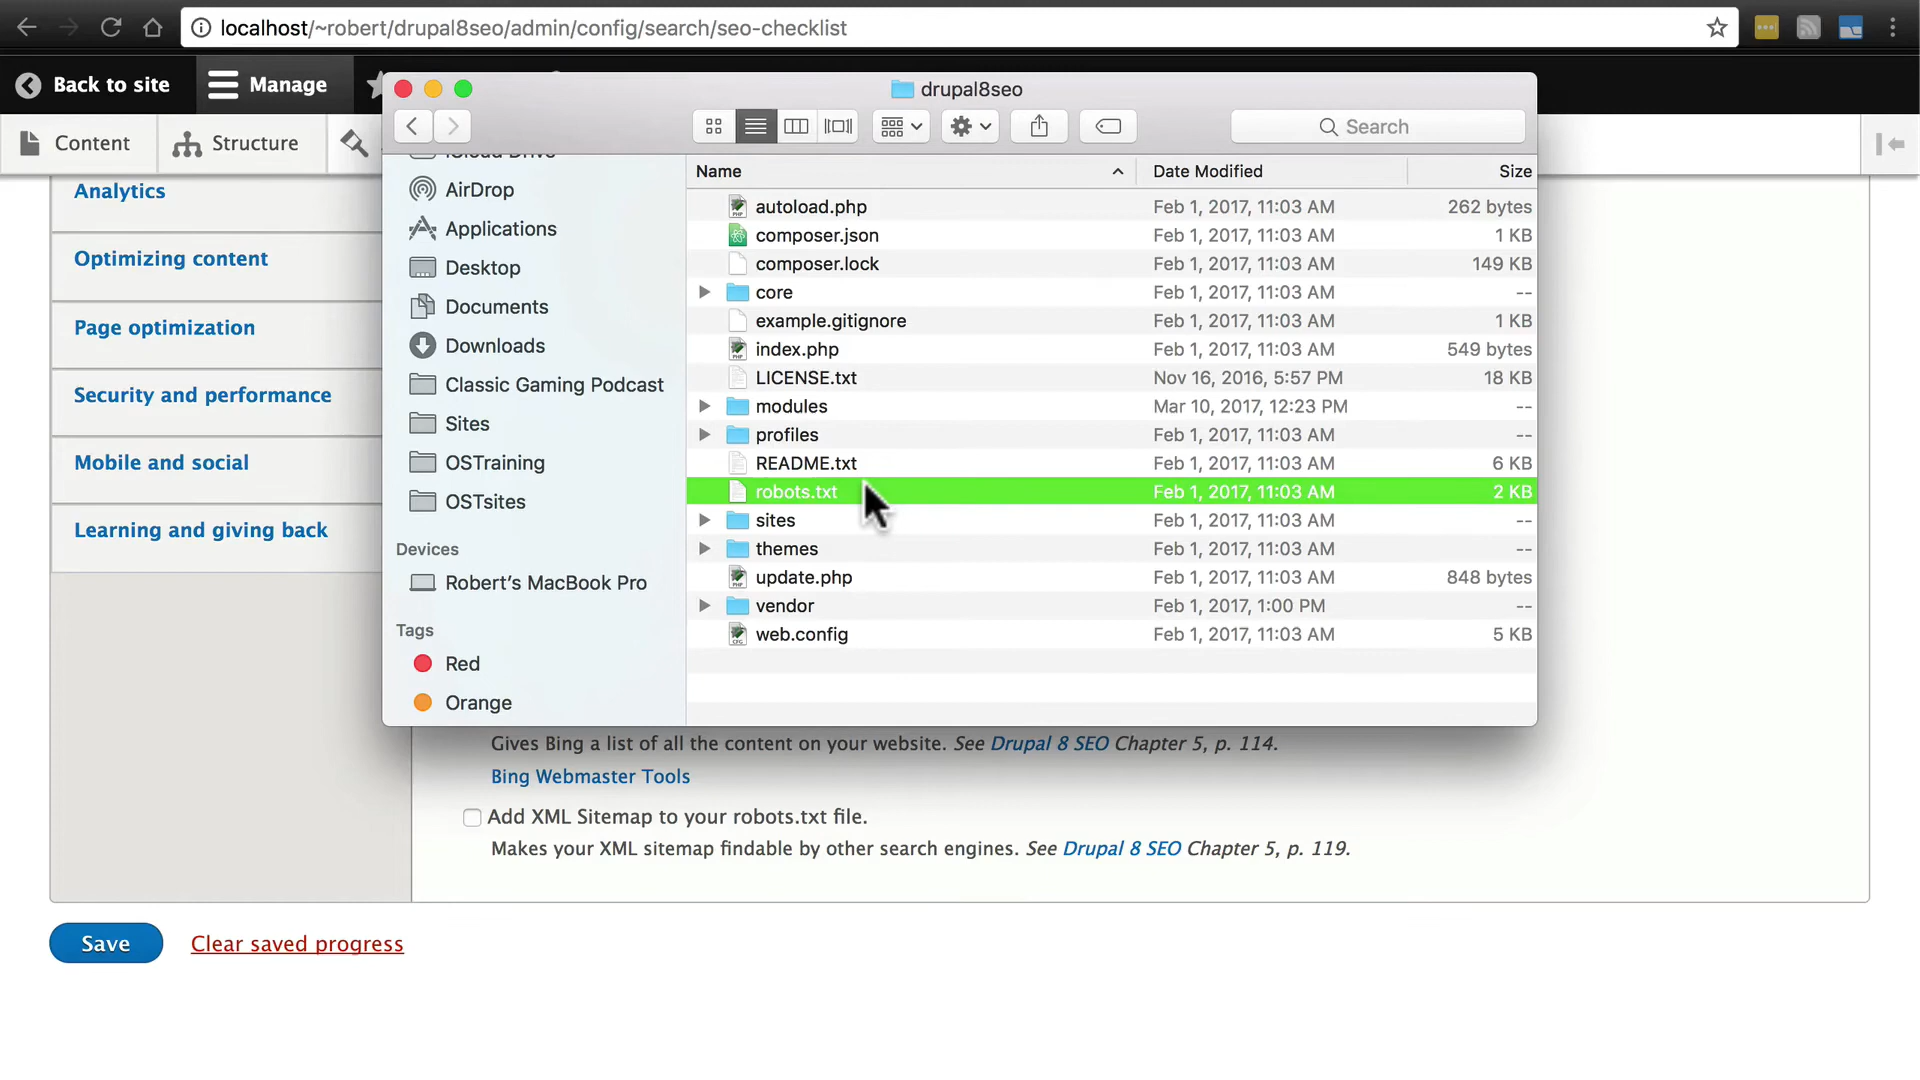 localhost/~robert/drupal8seo/admin/config/search/seo-checklist
Back to site
Manage
Content
Structure
Analytics
Optimizing content
Page optimization
Security and performance
Mobile and social
Learning and giving back
drupal8seo
Search
iCloud Drive
AirDrop
Applications
Desktop
Documents
Downloads
Classic Gaming Podcast
Sites
OSTraining
OSTsites
Devices
Robert's MacBook Pro
Tags
Red
Orange
Name Date Modified Size
autoload.php Feb 1, 2017, 11:03 AM 262 bytes
composer.json Feb 1, 2017, 11:03 AM 1 KB
composer.lock Feb 1, 2017, 11:03 AM 149 KB
core Feb 1, 2017, 11:03 AM --
example.gitignore Feb 1, 2017, 11:03 AM 1 KB
index.php Feb 1, 2017, 11:03 AM 549 bytes
LICENSE.txt Nov 16, 2016, 5:57 PM 18 KB
modules Mar 10, 2017, 12:23 PM --
profiles Feb 1, 2017, 11:03 AM --
README.txt Feb 1, 2017, 11:03 AM 6 KB
robots.txt Feb 1, 2017, 11:03 AM 2 KB
sites Feb 1, 2017, 11:03 AM --
themes Feb 1, 2017, 11:03 AM --
update.php Feb 1, 2017, 11:03 AM 848 bytes
vendor Feb 1, 2017, 1:00 PM --
web.config Feb 1, 2017, 11:03 AM 5 KB
Gives Bing a list of all the content on your website. See Drupal 8 SEO Chapter 5, p. 114.
Bing Webmaster Tools
Add XML Sitemap to your robots.txt file.
Makes your XML sitemap findable by other search engines. See Drupal 8 SEO Chapter 5, p. 119.
Save
Clear saved progress